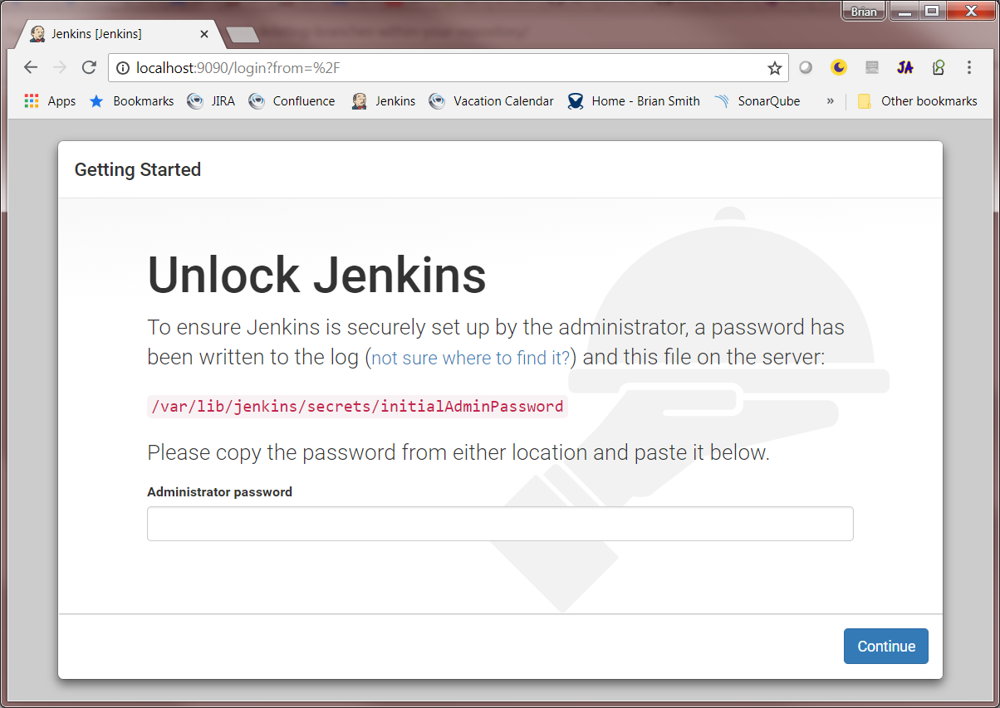 Brian
Jenkins [Jenkins]
localhost:9090/login?from=%2F
JA
Apps Bookmarks JIRA Confluence Jenkins Vacation Calendar Home - Brian Smith SonarQube » Other bookmarks
Getting Started
Unlock Jenkins
To ensure Jenkins is securely set up by the administrator, a password has
been written to the log (not sure where to find it?) and this file on the server:
/var/lib/jenkins/secrets/initialAdminPassword
Please copy the password from either location and paste it below.
Administrator password
Continue